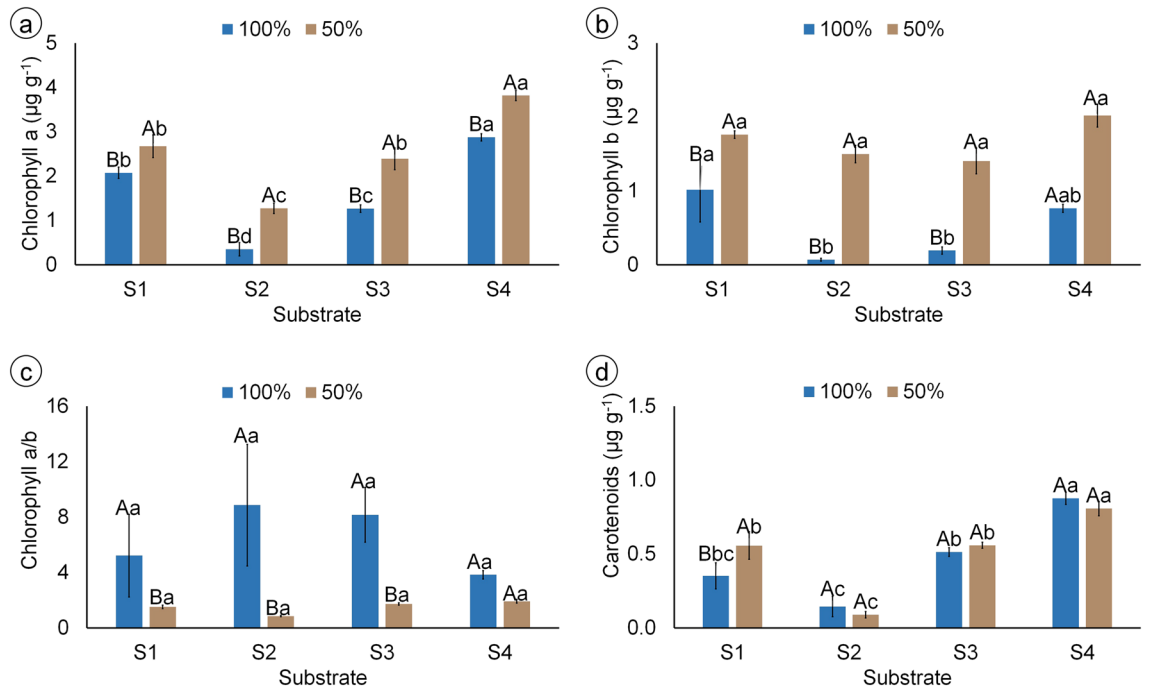 a
100% 50%
Chlorophyll a (µg g⁻¹)
5
4
3
2
1
0
Bb Ab
Bd Ac
Bc Ab
Ba Aa
S1 S2 S3 S4
Substrate
b
100% 50%
Chlorophyll b (µg g⁻¹)
3
2
1
0
Ba Aa
Bb Aa
Bb Aa
Aab Aa
S1 S2 S3 S4
Substrate
c
100% 50%
Chlorophyll a/b
16
12
8
4
0
Aa Ba
Aa Ba
Aa Ba
Aa Aa
S1 S2 S3 S4
Substrate
d
100% 50%
Carotenoids (µg g⁻¹)
1.5
1.0
0.5
0.0
Bbc Ab
Ac Ac
Ab Ab
Aa Aa
S1 S2 S3 S4
Substrate